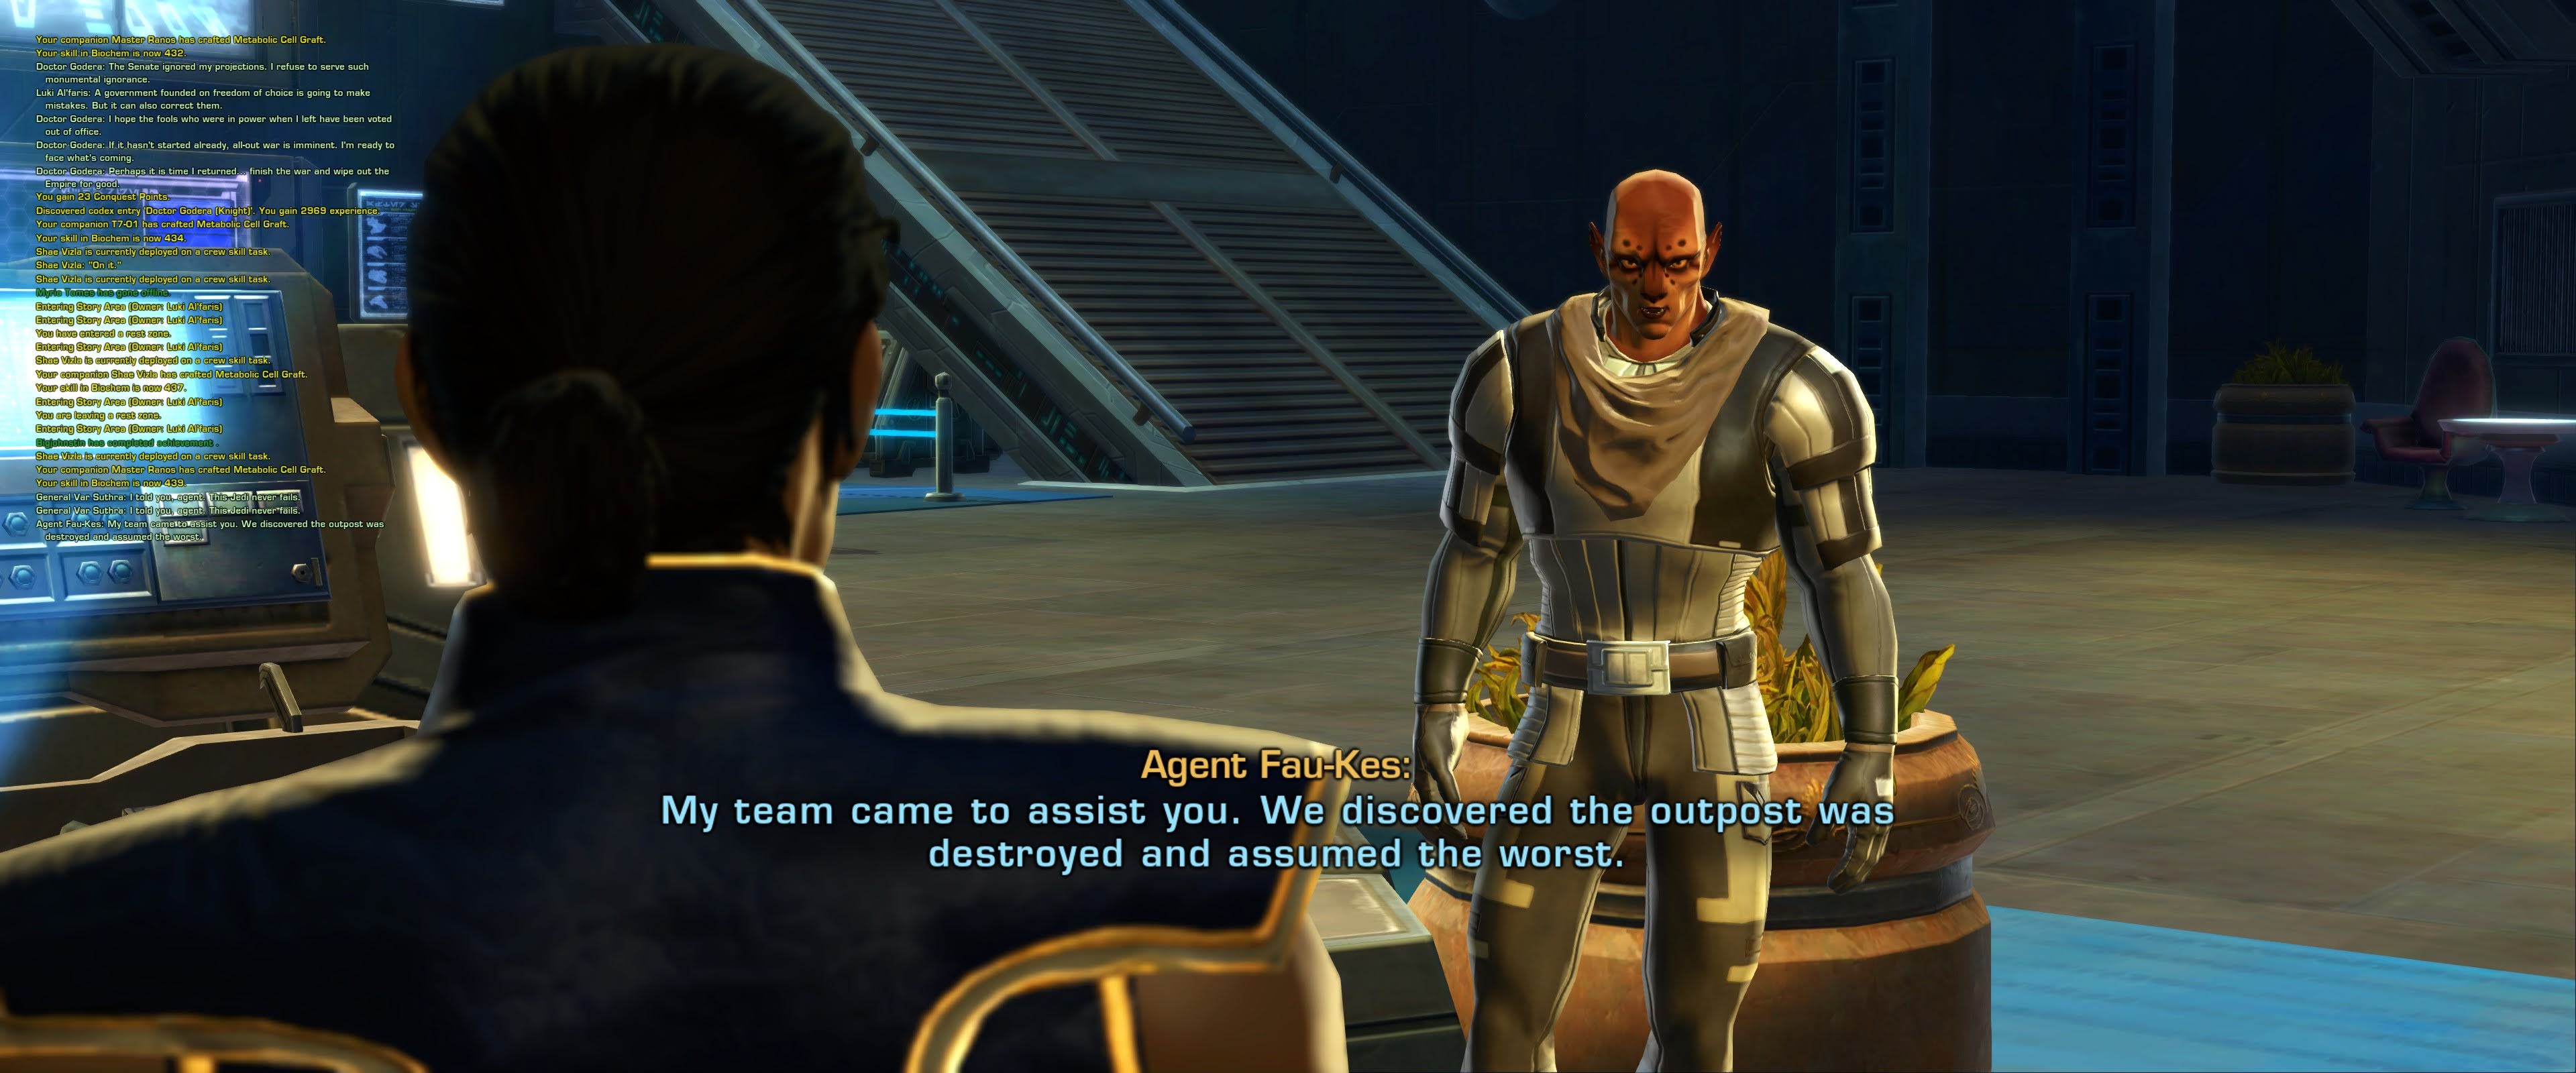 Your companion Master Ranos has crafted Metabolic Cell Graft.
Your skill in Biochem is now 432.
Doctor Godera: The Senate ignored my projections. I refuse to serve such
monumental ignorance.
Luki Al'faris: A government founded on freedom of choice is going to make
mistakes. But it can also correct them.
Doctor Godera: I hope the fools who were in power when I left have been voted
out of office.
Doctor Godera: If it hasn't started already, all-out war is imminent. I'm ready to
face what's coming.
Doctor Godera: Perhaps it is time I returned... finish the war and wipe out the
Empire for good.
You gain 23 Conquest Points.
Discovered codex entry 'Doctor Godera (Knight)'. You gain 2969 experience.
Your companion T7-01 has crafted Metabolic Cell Graft.
Your skill in Biochem is now 434.
Shae Vizla is currently deployed on a crew skill task.
Shae Vizla: "On it."
Shae Vizla is currently deployed on a crew skill task.
has gone offline.
Entering Story Area (Owner: Luki Al'faris)
Entering Story Area (Owner: Luki Al'faris)
You have entered a rest zone.
Entering Story Area (Owner: Luki Al'faris)
Shae Vizla is currently deployed on a crew skill task.
Your companion Shae Vizla has crafted Metabolic Cell Graft.
Your skill in Biochem is now 437.
Entering Story Area (Owner: Luki Al'faris)
You are leaving a rest zone.
Entering Story Area (Owner: Luki Al'faris)
has completed achievement .
Shae Vizla is currently deployed on a crew skill task.
Your companion Master Ranos has crafted Metabolic Cell Graft.
Your skill in Biochem is now 439.
General Var Suthra: I told you, agent. This Jedi never fails.
General Var Suthra: I told you, agent. This Jedi never fails.
Agent Fau-Kes: My team came to assist you. We discovered the outpost was
destroyed and assumed the worst.
Agent Fau-Kes:
My team came to assist you. We discovered the outpost was
destroyed and assumed the worst.